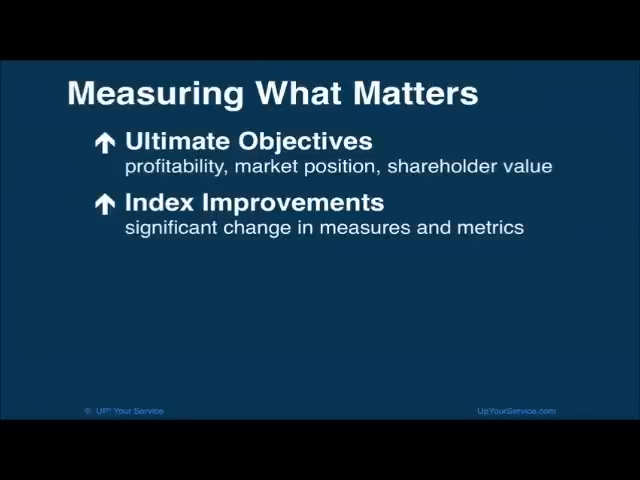 Measuring What Matters
Ultimate Objectives
profitability, market position, shareholder value
Index Improvements
significant change in measures and metrics
© UP! Your Service
UpYourService.com